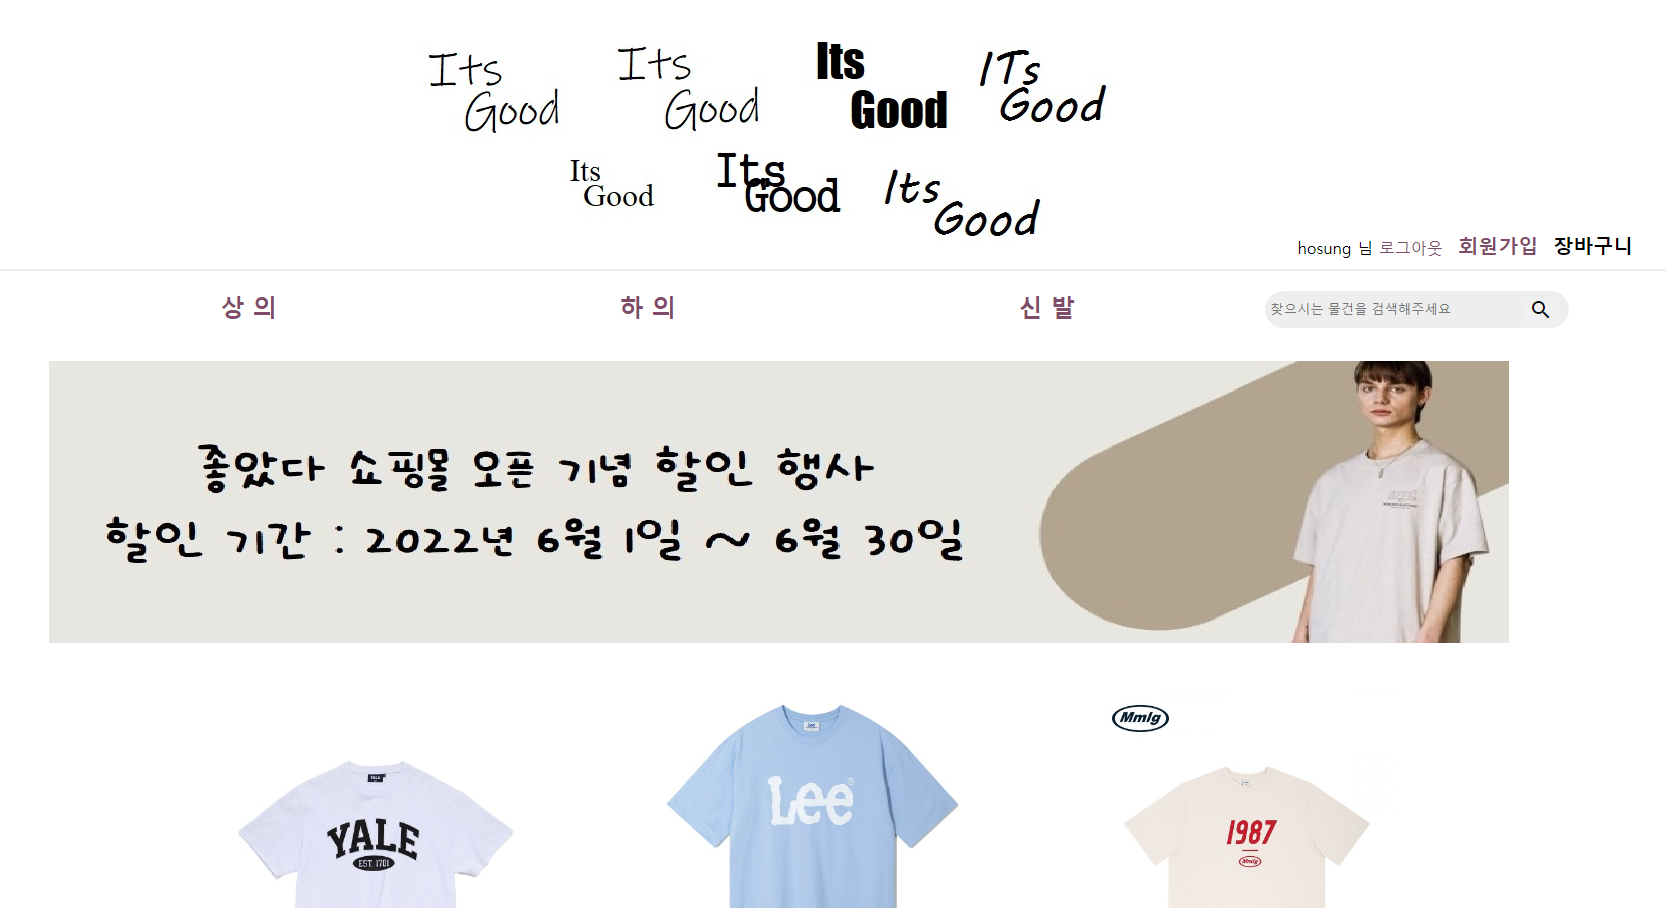 Its Its Its ITs
Good Good Good Good
Its Its Its
Good Good Good
hosung 님 로그아웃 회원가입 장바구니
상 의 하 의 신 발 찾으시는 물건을 검색해주세요
좋았다 쇼핑몰 오픈 기념 할인 행사
할인 기간 : 2022년 6월 1일 ~ 6월 30일
Mmlg
Lee
Lee
YALE
YALE
EST. 1701
1987
Mmlg